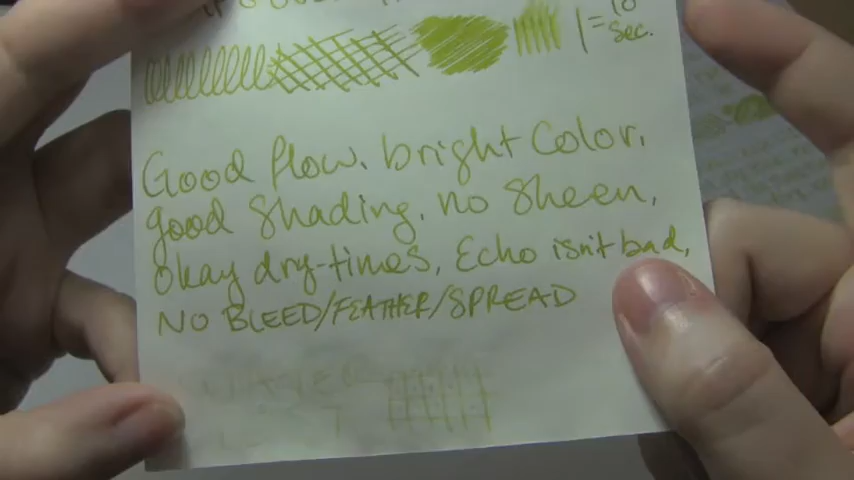 1= 10
sec.
Good flow, bright color,
good shading, no sheen,
okay dry-times, Echo isn't bad,
NO BLEED/FEATHER/SPREAD
WATER